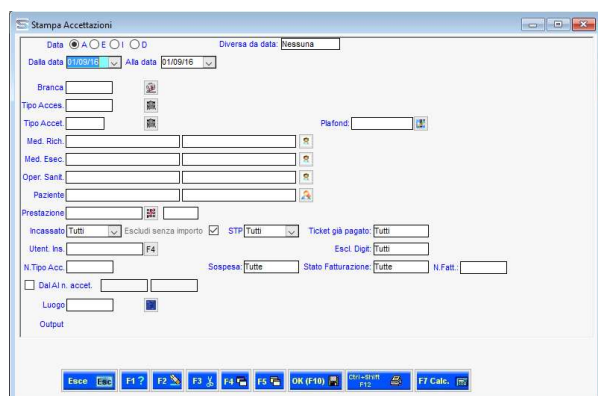 Stampa Accettazioni
Data A E I D Diversa da data: Nessuna
Dalla data 01/09/16 Alla data 01/09/16
Branca
Tipo Acces.
Tipo Accet. Plafond:
Med. Rich.
Med. Esec.
Oper. Sanit.
Paziente
Prestazione
Incassato Tutti Escludi senza importo STP Tutti Ticket già pagato: Tutti
Utent. Ins. F4 Escl. Digit: Tutti
N.Tipo Acc. Sospesa: Tutte Stato Fatturazione: Tutte N.Fatt.:
Dal Al n. accet.
Luogo
Output
Esce Esc F1 ? F2 F3 F4 F5 OK (F10) Ctrl+Shift F12 F7 Calc.